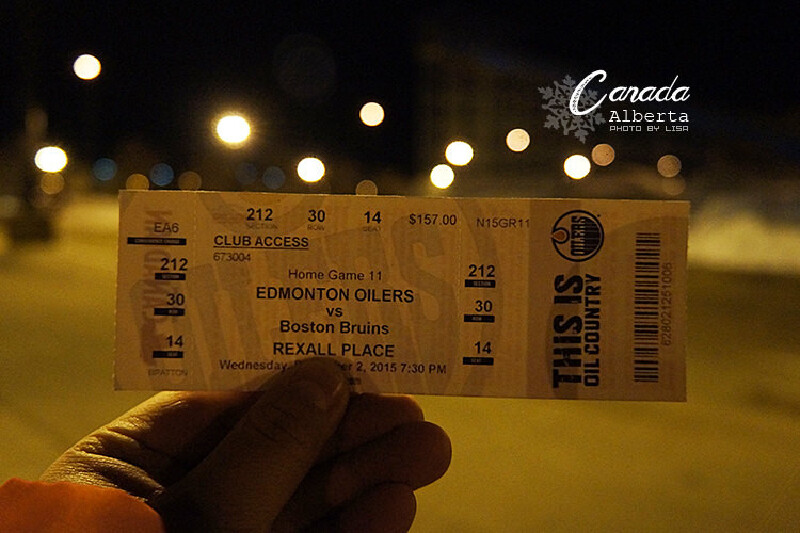 Canada
Alberta
PHOTO BY LISA
EA6
212 30 14 $157.00 N15GR11
SECTION ROW SEAT
CLUB ACCESS
673004
Home Game 11
EDMONTON OILERS
vs
Boston Bruins
REXALL PLACE
Wednesday, 2, 2015 7:30 PM
212
SECTION
30
ROW
14
SEAT
BPATTON
212
SECTION
30
ROW
14
SEAT
OILERS
THIS IS
OIL COUNTRY